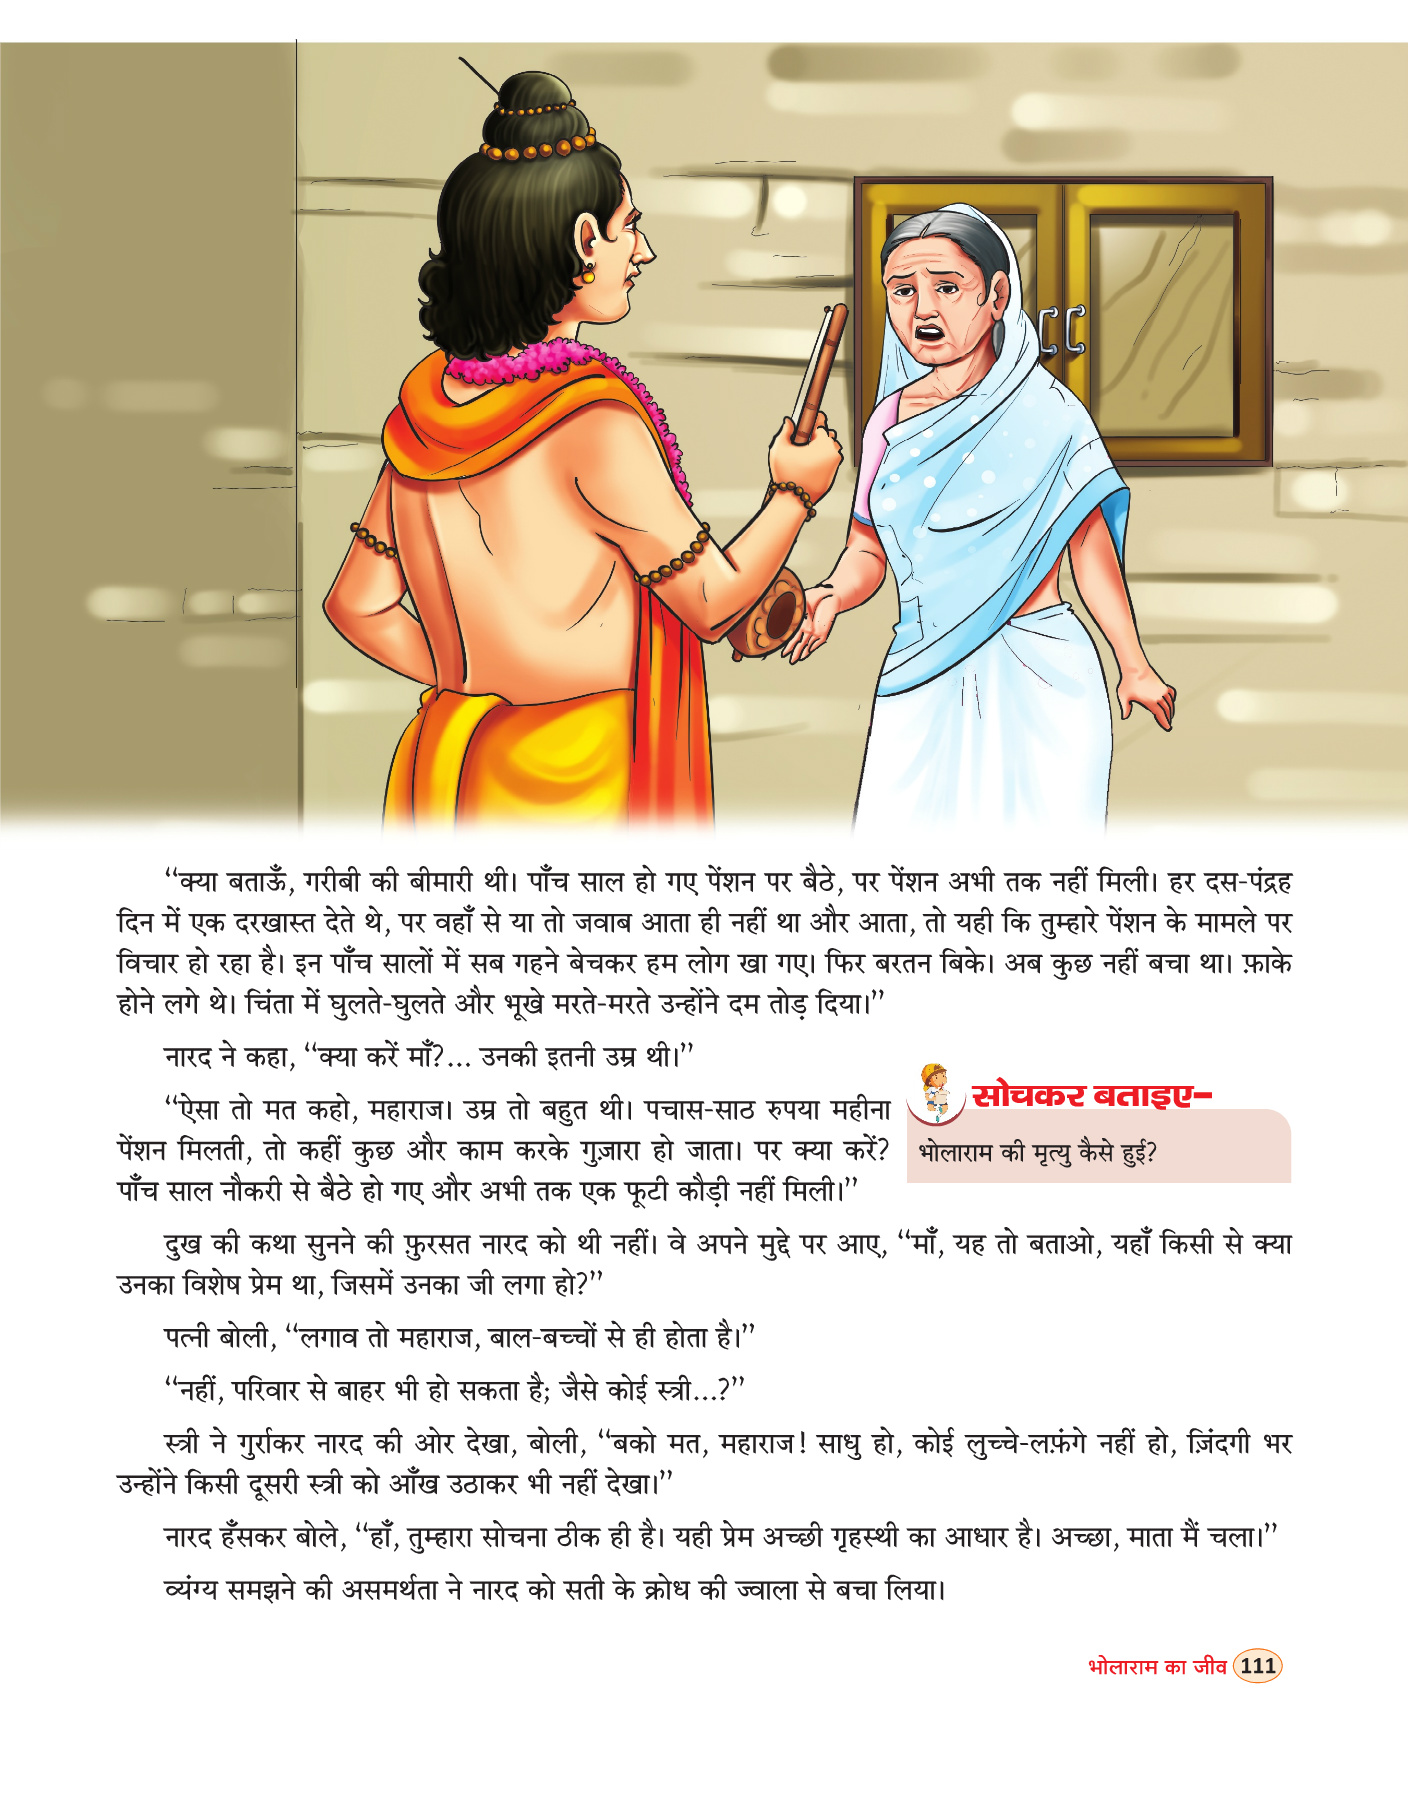 “क्या बताऊँ, गरीबी की बीमारी थी। पाँच साल हो गए पेंशन पर बैठे, पर पेंशन अभी तक नहीं मिली। हर दस-पंद्रह
दिन में एक दरखास्त देते थे, पर वहाँ से या तो जवाब आता ही नहीं था और आता, तो यही कि तुम्हारे पेंशन के मामले पर
विचार हो रहा है। इन पाँच सालों में सब गहने बेचकर हम लोग खा गए। फिर बरतन बिके। अब कुछ नहीं बचा था। फ़ाके
होने लगे थे। चिंता में घुलते-घुलते और भूखे मरते-मरते उन्होंने दम तोड़ दिया।”
नारद ने कहा, “क्या करें माँ?... उनकी इतनी उम्र थी।”
“ऐसा तो मत कहो, महाराज। उम्र तो बहुत थी। पचास-साठ रुपया महीना
पेंशन मिलती, तो कहीं कुछ और काम करके गुज़ारा हो जाता। पर क्या करें?
पाँच साल नौकरी से बैठे हो गए और अभी तक एक फूटी कौड़ी नहीं मिली।”
सोचकर बताइए–
भोलाराम की मृत्यु कैसे हुई?
दुख की कथा सुनने की फ़ुरसत नारद को थी नहीं। वे अपने मुद्दे पर आए, “माँ, यह तो बताओ, यहाँ किसी से क्या
उनका विशेष प्रेम था, जिसमें उनका जी लगा हो?”
पत्नी बोली, “लगाव तो महाराज, बाल-बच्चों से ही होता है।”
“नहीं, परिवार से बाहर भी हो सकता है; जैसे कोई स्त्री...?”
स्त्री ने गुर्राकर नारद की ओर देखा, बोली, “बको मत, महाराज! साधु हो, कोई लुच्चे-लफ़ंगे नहीं हो, ज़िंदगी भर
उन्होंने किसी दूसरी स्त्री को आँख उठाकर भी नहीं देखा।”
नारद हँसकर बोले, “हाँ, तुम्हारा सोचना ठीक ही है। यही प्रेम अच्छी गृहस्थी का आधार है। अच्छा, माता मैं चला।”
व्यंग्य समझने की असमर्थता ने नारद को सती के क्रोध की ज्वाला से बचा लिया।
भोलाराम का जीव 111